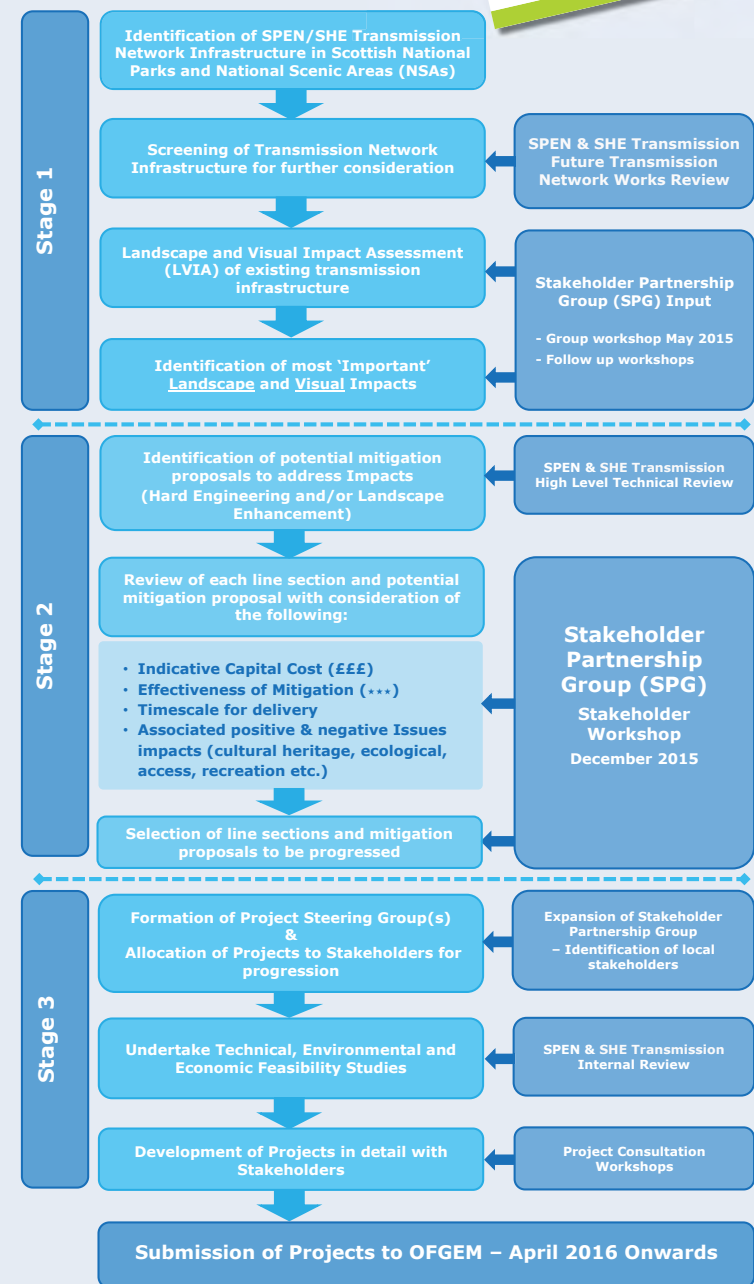 Stage 1
Identification of SPEN/SHE Transmission
Network Infrastructure in Scottish National
Parks and National Scenic Areas (NSAs)
Screening of Transmission Network
Infrastructure for further consideration
SPEN & SHE Transmission
Future Transmission
Network Works Review
Landscape and Visual Impact Assessment
(LVIA) of existing transmission
infrastructure
Stakeholder Partnership
Group (SPG) Input
- Group workshop May 2015
- Follow up workshops
Identification of most ‘Important’
Landscape and Visual Impacts
Stage 2
Identification of potential mitigation
proposals to address Impacts
(Hard Engineering and/or Landscape
Enhancement)
SPEN & SHE Transmission
High Level Technical Review
Review of each line section and potential
mitigation proposal with consideration of
the following:
• Indicative Capital Cost (£££)
• Effectiveness of Mitigation (⋆⋆⋆)
• Timescale for delivery
• Associated positive & negative Issues
impacts (cultural heritage, ecological,
access, recreation etc.)
Stakeholder
Partnership
Group (SPG)
Stakeholder
Workshop
December 2015
Selection of line sections and mitigation
proposals to be progressed
Stage 3
Formation of Project Steering Group(s)
&
Allocation of Projects to Stakeholders for
progression
Expansion of Stakeholder
Partnership Group
– Identification of local
stakeholders
Undertake Technical, Environmental and
Economic Feasibility Studies
SPEN & SHE Transmission
Internal Review
Development of Projects in detail with
Stakeholders
Project Consultation
Workshops
Submission of Projects to OFGEM – April 2016 Onwards